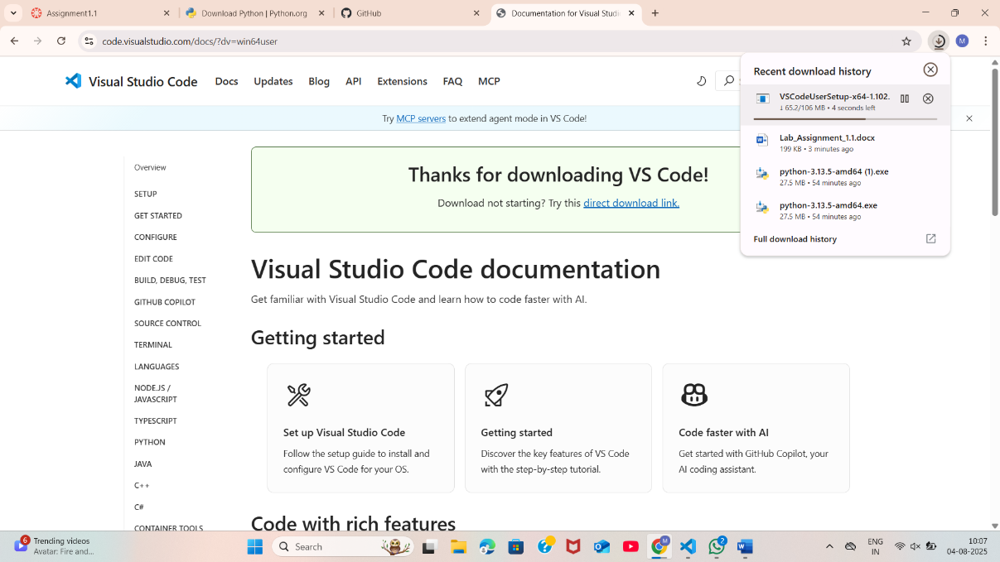 Assignment1.1
Download Python | Python.org
GitHub
Documentation for Visual Studi
code.visualstudio.com/docs/?dv=win64user
M
Visual Studio Code
Docs
Updates
Blog
API
Extensions
FAQ
MCP
Try MCP servers to extend agent mode in VS Code!
Recent download history
VSCodeUserSetup-x64-1.102.
↓ 65.2/106 MB • 4 seconds left
Lab_Assignment_1.1.docx
199 KB • 3 minutes ago
python-3.13.5-amd64 (1).exe
27.5 MB • 54 minutes ago
python-3.13.5-amd64.exe
27.5 MB • 54 minutes ago
Full download history
Overview
SETUP
GET STARTED
CONFIGURE
EDIT CODE
BUILD, DEBUG, TEST
GITHUB COPILOT
SOURCE CONTROL
TERMINAL
LANGUAGES
NODE.JS /
JAVASCRIPT
TYPESCRIPT
PYTHON
JAVA
C++
C#
CONTAINER TOOLS
Thanks for downloading VS Code!
Download not starting? Try this direct download link.
Visual Studio Code documentation
Get familiar with Visual Studio Code and learn how to code faster with AI.
Getting started
Set up Visual Studio Code
Follow the setup guide to install and
configure VS Code for your OS.
Getting started
Discover the key features of VS Code
with the step-by-step tutorial.
Code faster with AI
Get started with GitHub Copilot, your
AI coding assistant.
Code with rich features
6
Trending videos
Avatar: Fire and...
Search
M
2
ENG
IN
10:07
04-08-2025